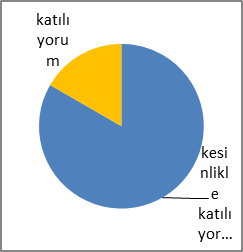 katılı
yoru
m
kesi
nlikl
e
katılı
yor...